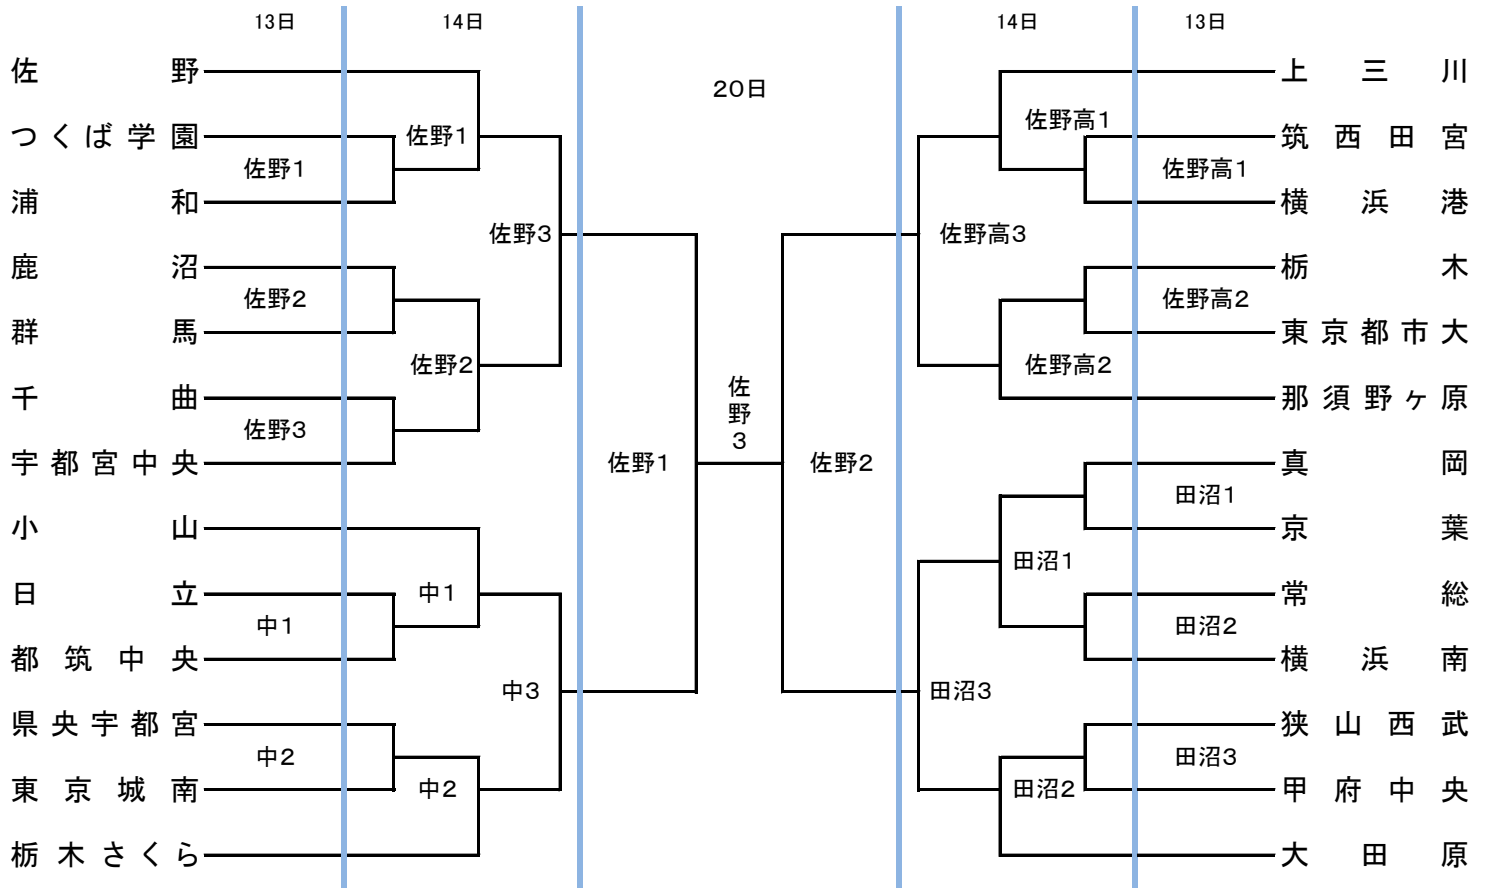 13日 14日 14日 13日
20日
佐野 上三川
佐野1 佐野高1
つくば学園 筑西田宮
佐野1 佐野高1
浦和 横浜港
佐野3 佐野高3
鹿沼 栃木
佐野2 佐野高2
群馬 東京都市大
佐野2 佐野高2
千曲 那須野ヶ原
佐野3
佐野3
宇都宮中央 佐野1 佐野2 真岡
田沼1
小山 京葉
田沼1
日立 中1 常総
中1 田沼2
都筑中央 横浜南
中3 田沼3
県央宇都宮 狭山西武
中2 田沼3
東京城南 中2 田沼2 甲府中央
栃木さくら 大田原